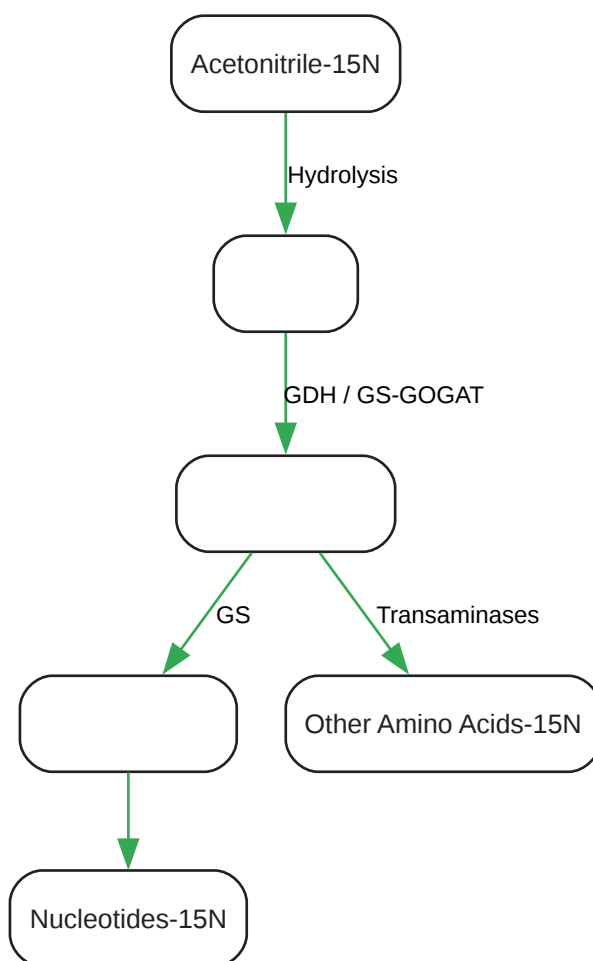 Acetonitrile-15N
Hydrolysis
GDH / GS-GOGAT
GS
Transaminases
Other Amino Acids-15N
Nucleotides-15N